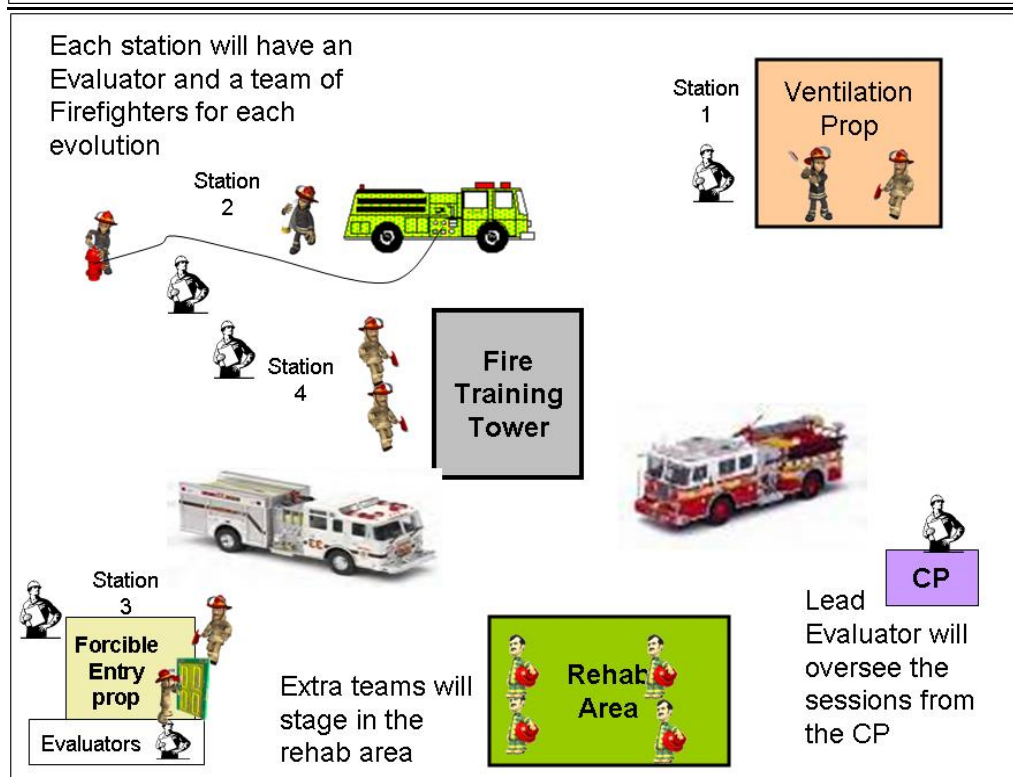 Each station will have an
Evaluator and a team of
Firefighters for each
evolution
Station
1
Ventilation
Prop
Station
2
Station
4
Fire
Training
Tower
Station
3
Forcible
Entry
prop
Evaluators
Extra teams will
stage in the
rehab area
Rehab
Area
CP
Lead
Evaluator will
oversee the
sessions from
the CP